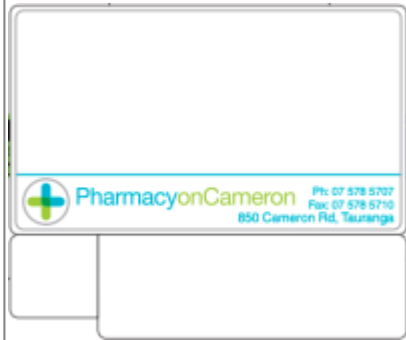 PharmacyonCameron
Ph: 07 578 5707
Fax: 07 578 5710
850 Cameron Rd, Tauranga